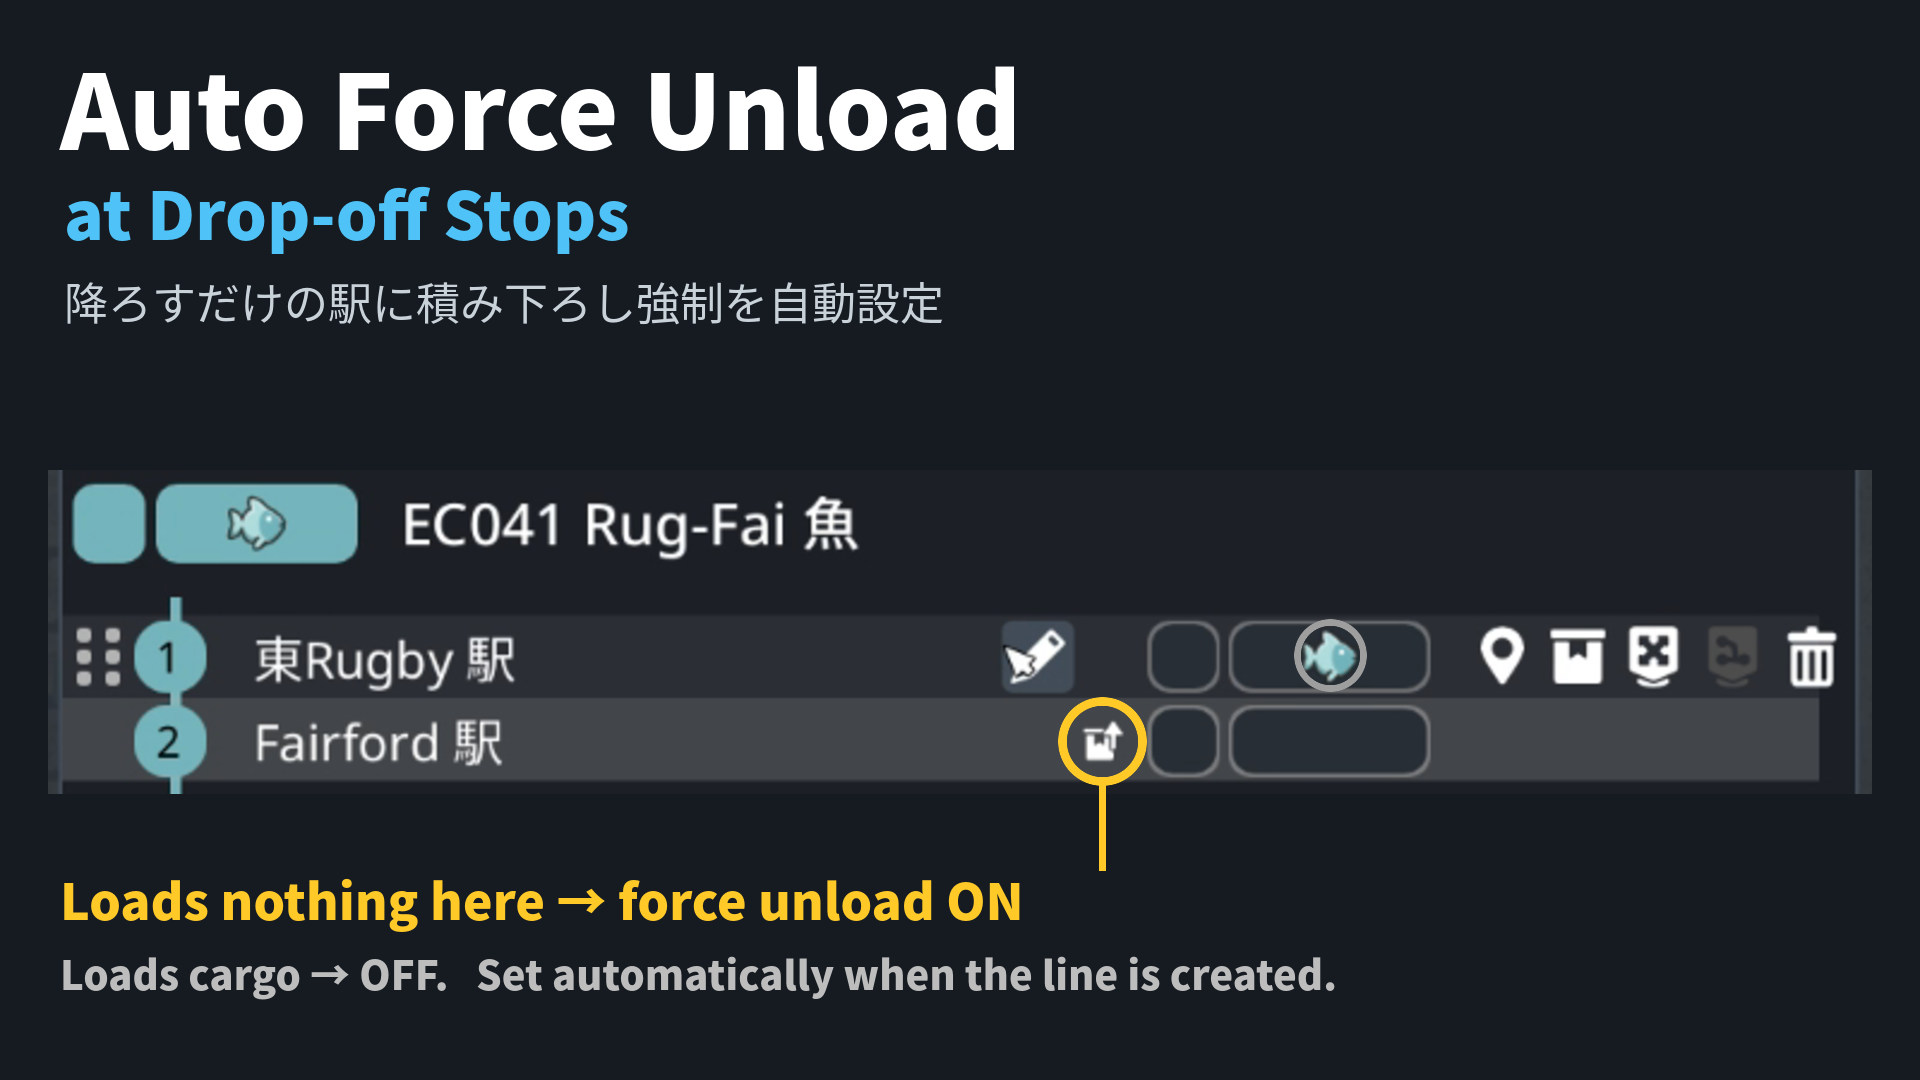 Auto Force Unload
at Drop-off Stops
降ろすだけの駅に積み下ろし強制を自動設定
EC041 Rug-Fai 魚
1 東Rugby 駅
2 Fairford 駅
Loads nothing here → force unload ON
Loads cargo → OFF. Set automatically when the line is created.